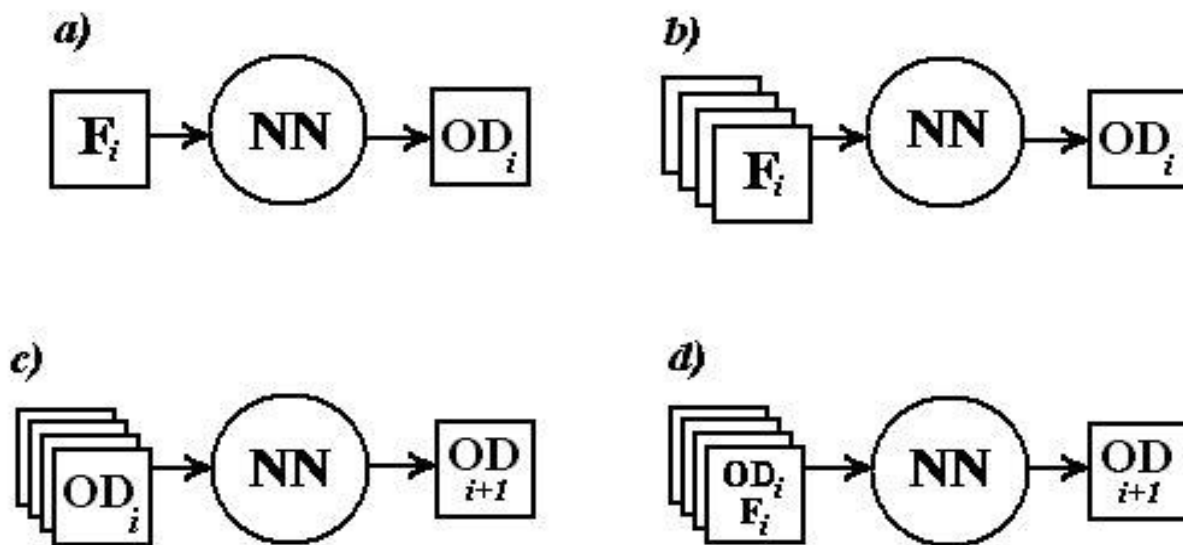 a)
F_i NN OD_i
b)
F_i NN OD_i
c)
OD_i NN OD
i+1
d)
OD_i
F_i NN OD
i+1